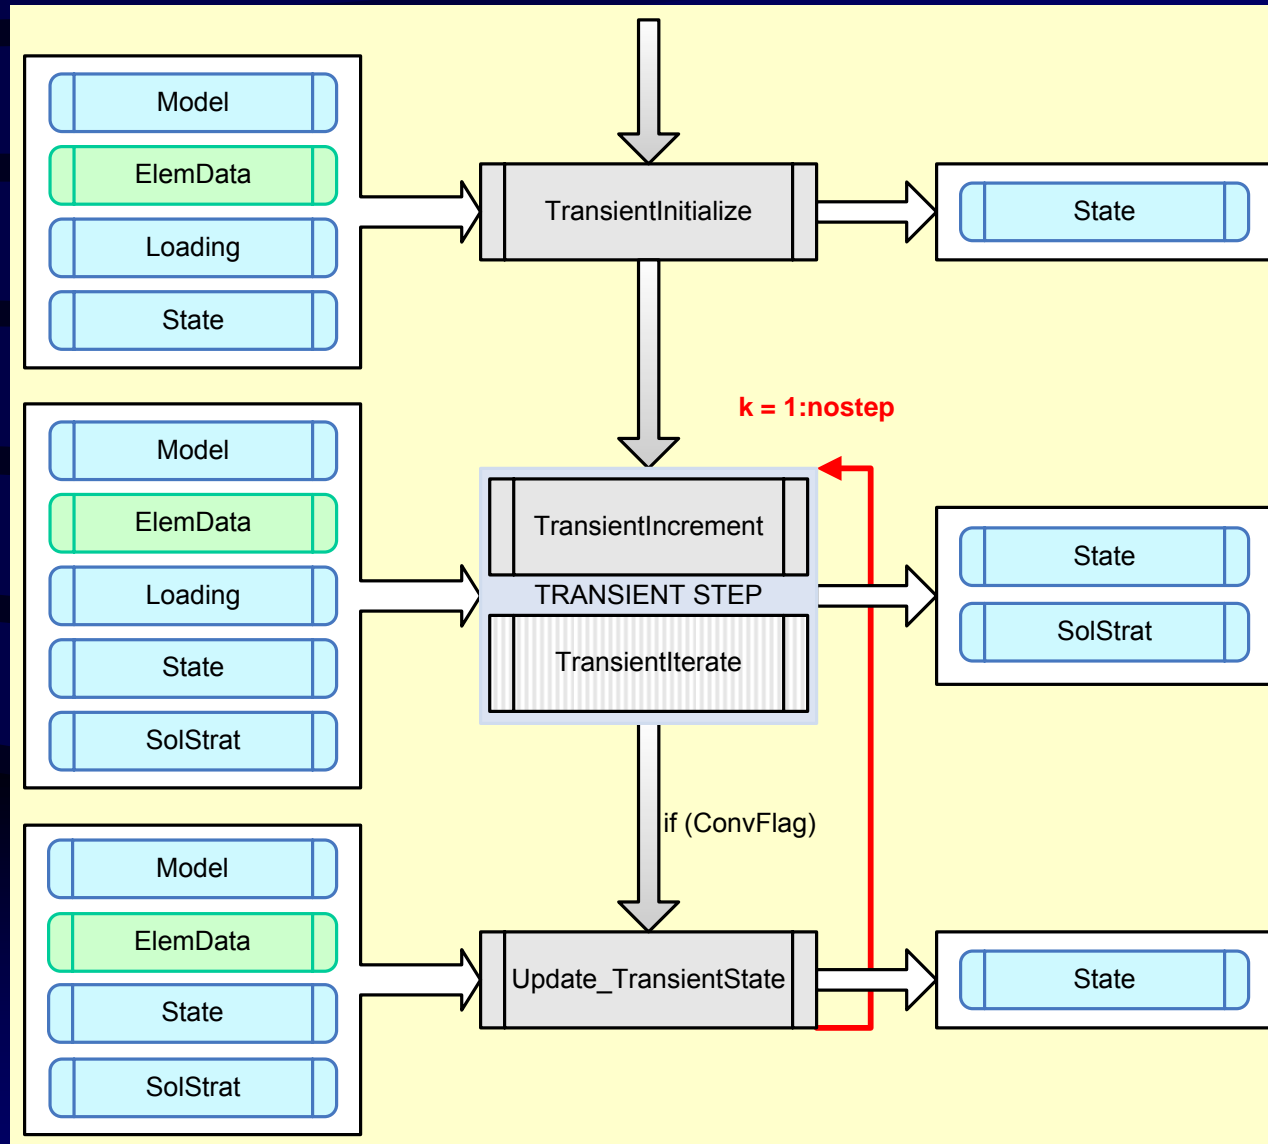 Model
ElemData
Loading
State
TransientInitialize
State
k = 1:nostep
Model
ElemData
Loading
State
SolStrat
TransientIncrement
TRANSIENT STEP
TransientIterate
State
SolStrat
if (ConvFlag)
Model
ElemData
State
SolStrat
Update_TransientState
State